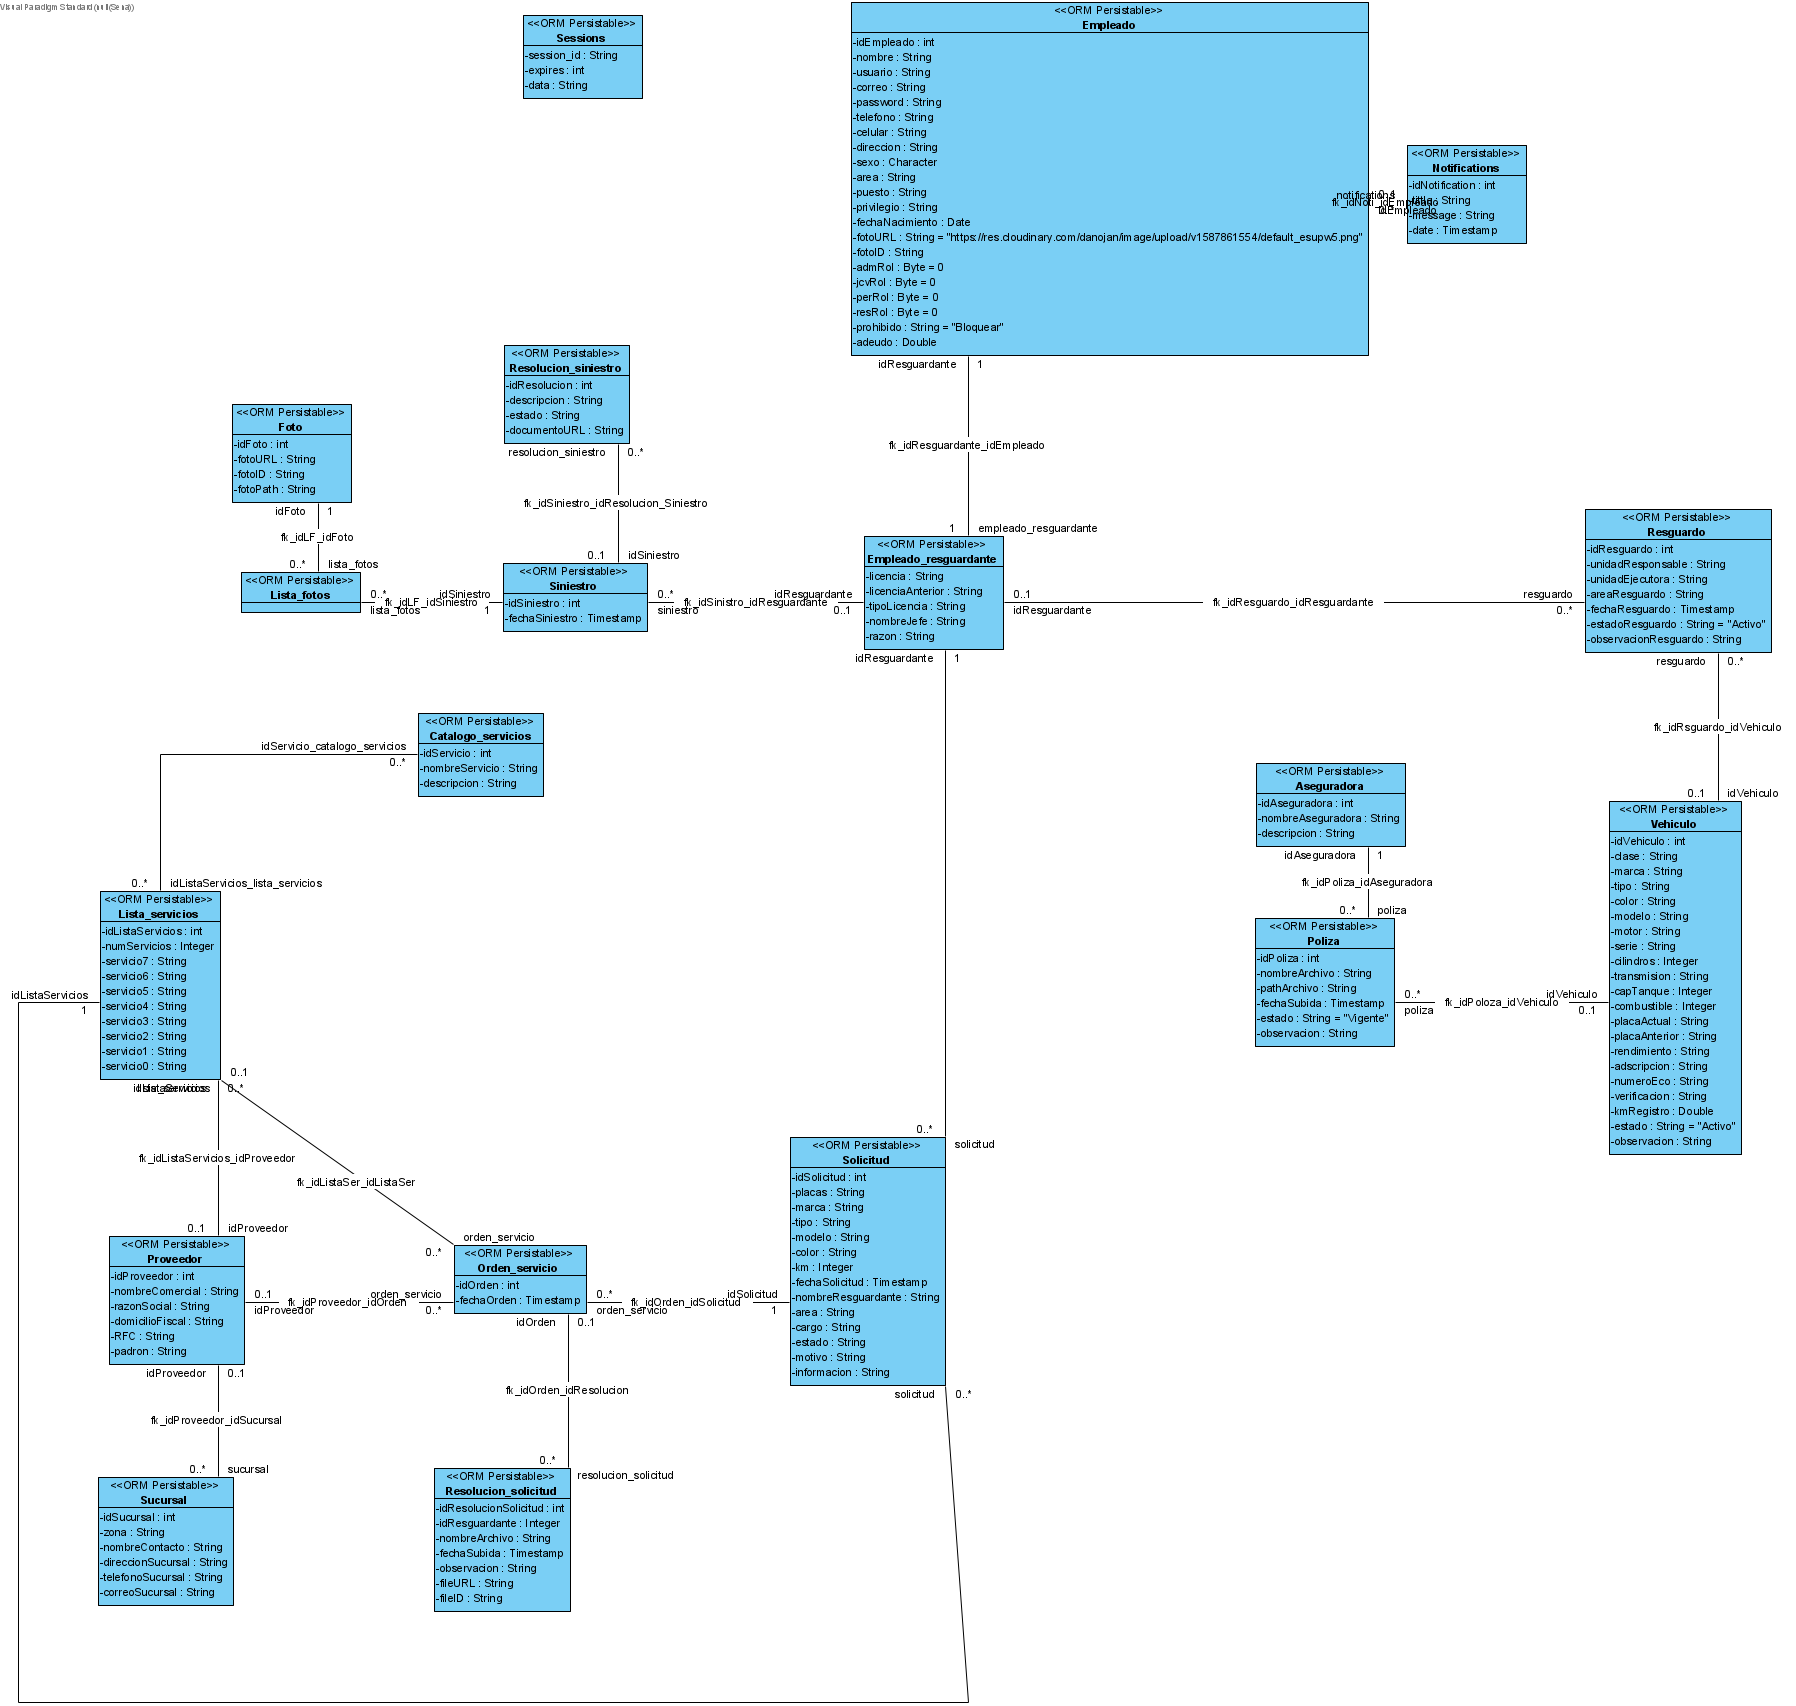 Visual Paradigm Standard (null(Sena))
<<ORM Persistable>>
Sessions
-session_id : String
-expires : int
-data : String
<<ORM Persistable>>
Empleado
-idEmpleado : int
-nombre : String
-usuario : String
-correo : String
-password : String
-telefono : String
-celular : String
-direccion : String
-sexo : Character
-area : String
-puesto : String
-privilegio : String
-fechaNacimiento : Date
-fotoURL : String = "https://res.cloudinary.com/danojan/image/upload/v1587861554/default_esupw5.png"
-fotoID : String
-admRol : Byte = 0
-jcvRol : Byte = 0
-perRol : Byte = 0
-resRol : Byte = 0
-prohibido : String = "Bloquear"
-adeudo : Double
<<ORM Persistable>>
Notifications
-idNotification : int
-title : String
-message : String
-date : Timestamp
notifications
fk_idNoti_idEmpleado
idEmpleado
idResguardante 1
fk_idResguardante_idEmpleado
1 empleado_resguardante
<<ORM Persistable>>
Resolucion_siniestro
-idResolucion : int
-descripcion : String
-estado : String
-documentoURL : String
resolucion_siniestro 0..*
fk_idSiniestro_idResolucion_Siniestro
0..1 idSiniestro
<<ORM Persistable>>
Foto
-idFoto : int
-fotoURL : String
-fotoID : String
-fotoPath : String
idFoto 1
fk_idLF_idFoto
0..* lista_fotos
<<ORM Persistable>>
Lista_fotos
0..* idSiniestro
fk_idLF_idSiniestro
lista_fotos 1
<<ORM Persistable>>
Siniestro
-idSiniestro : int
-fechaSiniestro : Timestamp
0..* idResguardante
fk_idSinistro_idResguardante
siniestro 0..1
<<ORM Persistable>>
Empleado_resguardante
-licencia : String
-licenciaAnterior : String
-tipoLicencia : String
-nombreJefe : String
-razon : String
0..1 resguardo
fk_idResguardo_idResguardante
idResguardante 0..*
idResguardante 1
<<ORM Persistable>>
Resguardo
-idResguardo : int
-unidadResponsable : String
-unidadEjecutora : String
-areaResguardo : String
-fechaResguardo : Timestamp
-estadoResguardo : String = "Activo"
-observacionResguardo : String
resguardo 0..*
fk_idRsguardo_idVehiculo
0..1 idVehiculo
<<ORM Persistable>>
Catalogo_servicios
-idServicio : int
-nombreServicio : String
-descripcion : String
idServicio_catalogo_servicios
0..*
0..* idListaServicios_lista_servicios
<<ORM Persistable>>
Aseguradora
-idAseguradora : int
-nombreAseguradora : String
-descripcion : String
idAseguradora 1
fk_idPoliza_idAseguradora
0..* poliza
<<ORM Persistable>>
Poliza
-idPoliza : int
-nombreArchivo : String
-pathArchivo : String
-fechaSubida : Timestamp
-estado : String = "Vigente"
-observacion : String
0..* idVehiculo
fk_idPoloza_idVehiculo
poliza 0..1
<<ORM Persistable>>
Vehiculo
-idVehiculo : int
-clase : String
-marca : String
-tipo : String
-color : String
-modelo : String
-motor : String
-serie : String
-cilindros : Integer
-transmision : String
-capTanque : Integer
-combustible : Integer
-placaActual : String
-placaAnterior : String
-rendimiento : String
-adscripcion : String
-numeroEco : String
-verificacion : String
-kmRegistro : Double
-estado : String = "Activo"
-observacion : String
<<ORM Persistable>>
Lista_servicios
-idListaServicios : int
-numServicios : Integer
-servicio7 : String
-servicio6 : String
-servicio5 : String
-servicio4 : String
-servicio3 : String
-servicio2 : String
-servicio1 : String
-servicio0 : String
idListaServicios
1
0..1
0..*
fk_idListaServicios_idProveedor
0..1 idProveedor
fk_idListaSer_idListaSer
orden_servicio
0..*
<<ORM Persistable>>
Proveedor
-idProveedor : int
-nombreComercial : String
-razonSocial : String
-domicilioFiscal : String
-RFC : String
-padron : String
0..1 orden_servicio
fk_idProveedor_idOrden
idProveedor 0..*
idProveedor 0..1
fk_idProveedor_idSucursal
0..* sucursal
<<ORM Persistable>>
Orden_servicio
-idOrden : int
-fechaOrden : Timestamp
0..* idSolicitud
fk_idOrden_idSolicitud
orden_servicio 1
idOrden 0..1
fk_idOrden_idResolucion
0..*
resolucion_solicitud
0..*
solicitud
<<ORM Persistable>>
Solicitud
-idSolicitud : int
-placas : String
-marca : String
-tipo : String
-modelo : String
-color : String
-km : Integer
-fechaSolicitud : Timestamp
-nombreResguardante : String
-area : String
-cargo : String
-estado : String
-motivo : String
-informacion : String
solicitud 0..*
<<ORM Persistable>>
Sucursal
-idSucursal : int
-zona : String
-nombreContacto : String
-direccionSucursal : String
-telefonoSucursal : String
-correoSucursal : String
<<ORM Persistable>>
Resolucion_solicitud
-idResolucionSolicitud : int
-idResguardante : Integer
-nombreArchivo : String
-fechaSubida : Timestamp
-observacion : String
-fileURL : String
-fileID : String